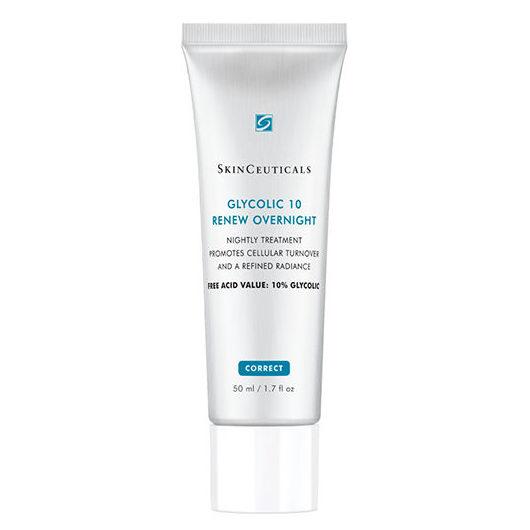 SKINCEUTICALS
GLYCOLIC 10
RENEW OVERNIGHT
NIGHTLY TREATMENT
PROMOTES CELLULAR TURNOVER
AND A REFINED RADIANCE
FREE ACID VALUE: 10% GLYCOLIC
CORRECT
50 ml / 1.7 fl oz